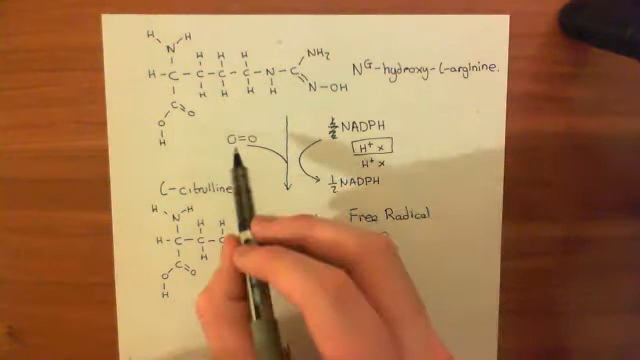 H H
N
H H H H
H - C - C - C - C - N - C
H H H H
NH2
N - OH
C
O
O
H
N^G-hydroxy-L-arginine.
O=O
½ NADPH
H+ x
H+ x
½ NADPH
L-citrulline
Free Radical
H H
N
H
H - C - C - C
H
C
O
O
H